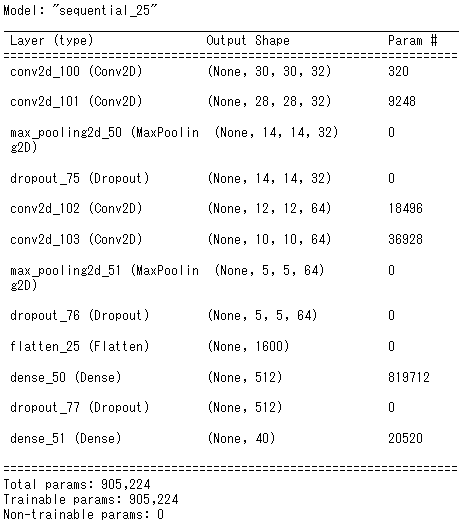 Model: "sequential_25"
Layer (type) Output Shape Param #
conv2d_100 (Conv2D) (None, 30, 30, 32) 320
conv2d_101 (Conv2D) (None, 28, 28, 32) 9248
max_pooling2d_50 (MaxPoolin (None, 14, 14, 32) 0
g2D)
dropout_75 (Dropout) (None, 14, 14, 32) 0
conv2d_102 (Conv2D) (None, 12, 12, 64) 18496
conv2d_103 (Conv2D) (None, 10, 10, 64) 36928
max_pooling2d_51 (MaxPoolin (None, 5, 5, 64) 0
g2D)
dropout_76 (Dropout) (None, 5, 5, 64) 0
flatten_25 (Flatten) (None, 1600) 0
dense_50 (Dense) (None, 512) 819712
dropout_77 (Dropout) (None, 512) 0
dense_51 (Dense) (None, 40) 20520
Total params: 905,224
Trainable params: 905,224
Non-trainable params: 0